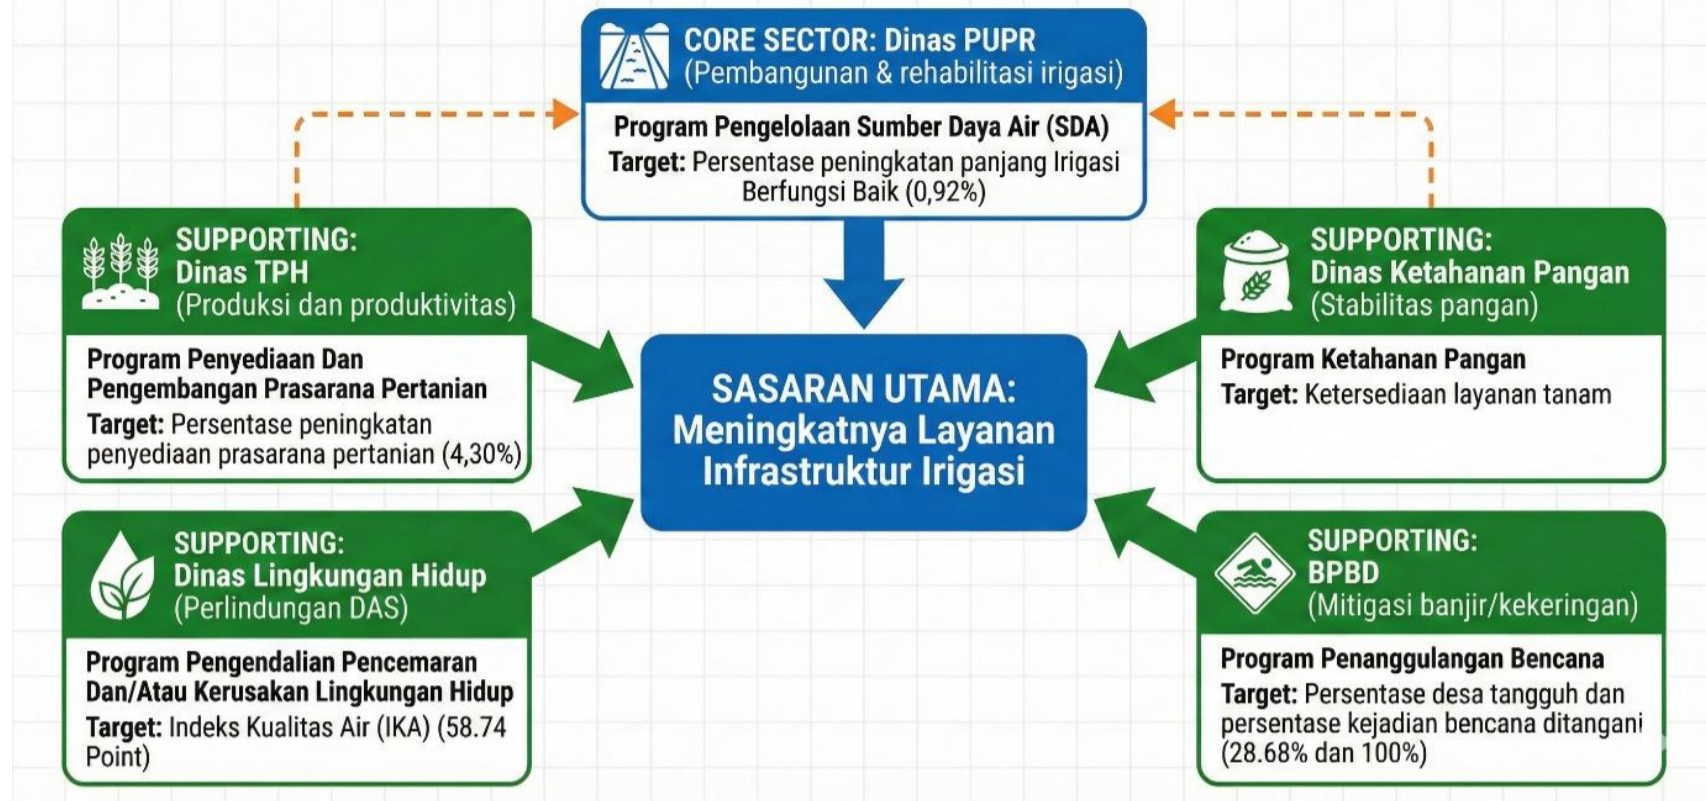 CORE SECTOR: Dinas PUPR
(Pembangunan & rehabilitasi irigasi)
Program Pengelolaan Sumber Daya Air (SDA)
Target: Persentase peningkatan panjang Irigasi
Berfungsi Baik (0,92%)
SUPPORTING:
Dinas TPH
(Produksi dan produktivitas)
Program Penyediaan Dan
Pengembangan Prasarana Pertanian
Target: Persentase peningkatan
penyediaan prasarana pertanian (4,30%)
SUPPORTING:
Dinas Ketahanan Pangan
(Stabilitas pangan)
Program Ketahanan Pangan
Target: Ketersediaan layanan tanam
SASARAN UTAMA:
Meningkatnya Layanan
Infrastruktur Irigasi
SUPPORTING:
Dinas Lingkungan Hidup
(Perlindungan DAS)
Program Pengendalian Pencemaran
Dan/Atau Kerusakan Lingkungan Hidup
Target: Indeks Kualitas Air (IKA) (58.74
Point)
SUPPORTING:
BPBD
(Mitigasi banjir/kekeringan)
Program Penanggulangan Bencana
Target: Persentase desa tangguh dan
persentase kejadian bencana ditangani
(28.68% dan 100%)